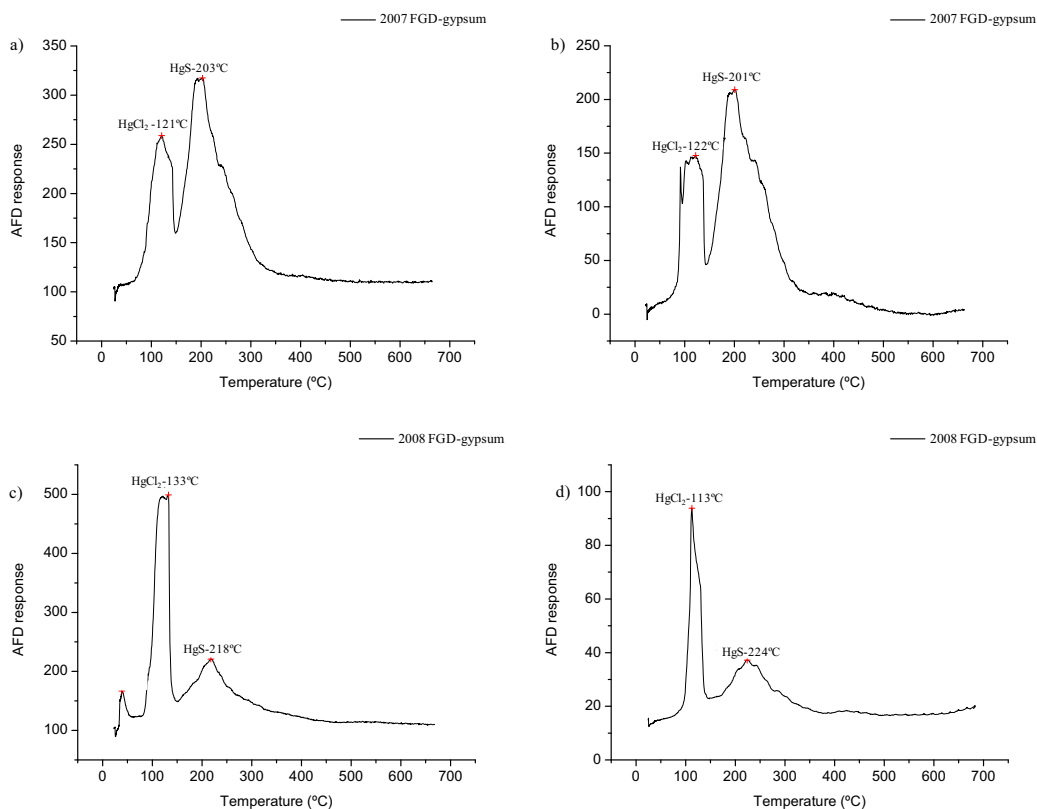 2007 FGD-gypsum
a)
350
300
250
200
150
100
50
HgS-203ºC
HgCl₂-121ºC
AFD response
0 100 200 300 400 500 600 700
Temperature (ºC)
2007 FGD-gypsum
b)
250
200
150
100
50
0
HgS-201ºC
HgCl₂-122ºC
AFD response
0 100 200 300 400 500 600 700
Temperature (ºC)
2008 FGD-gypsum
c)
500
400
300
200
100
HgCl₂-133ºC
HgS-218ºC
AFD response
0 100 200 300 400 500 600 700
Temperature (ºC)
2008 FGD-gypsum
d)
100
80
60
40
20
0
HgCl₂-113ºC
HgS-224ºC
AFD response
0 100 200 300 400 500 600 700
Temperature (ºC)